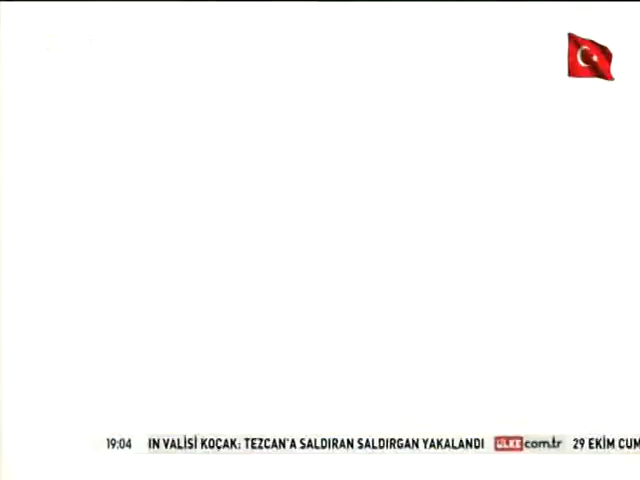 19:04 IN VALİSİ KOÇAK: TEZCAN'A SALDIRAN SALDIRGAN YAKALANDI ÜLKE com.tr 29 EKİM CUM